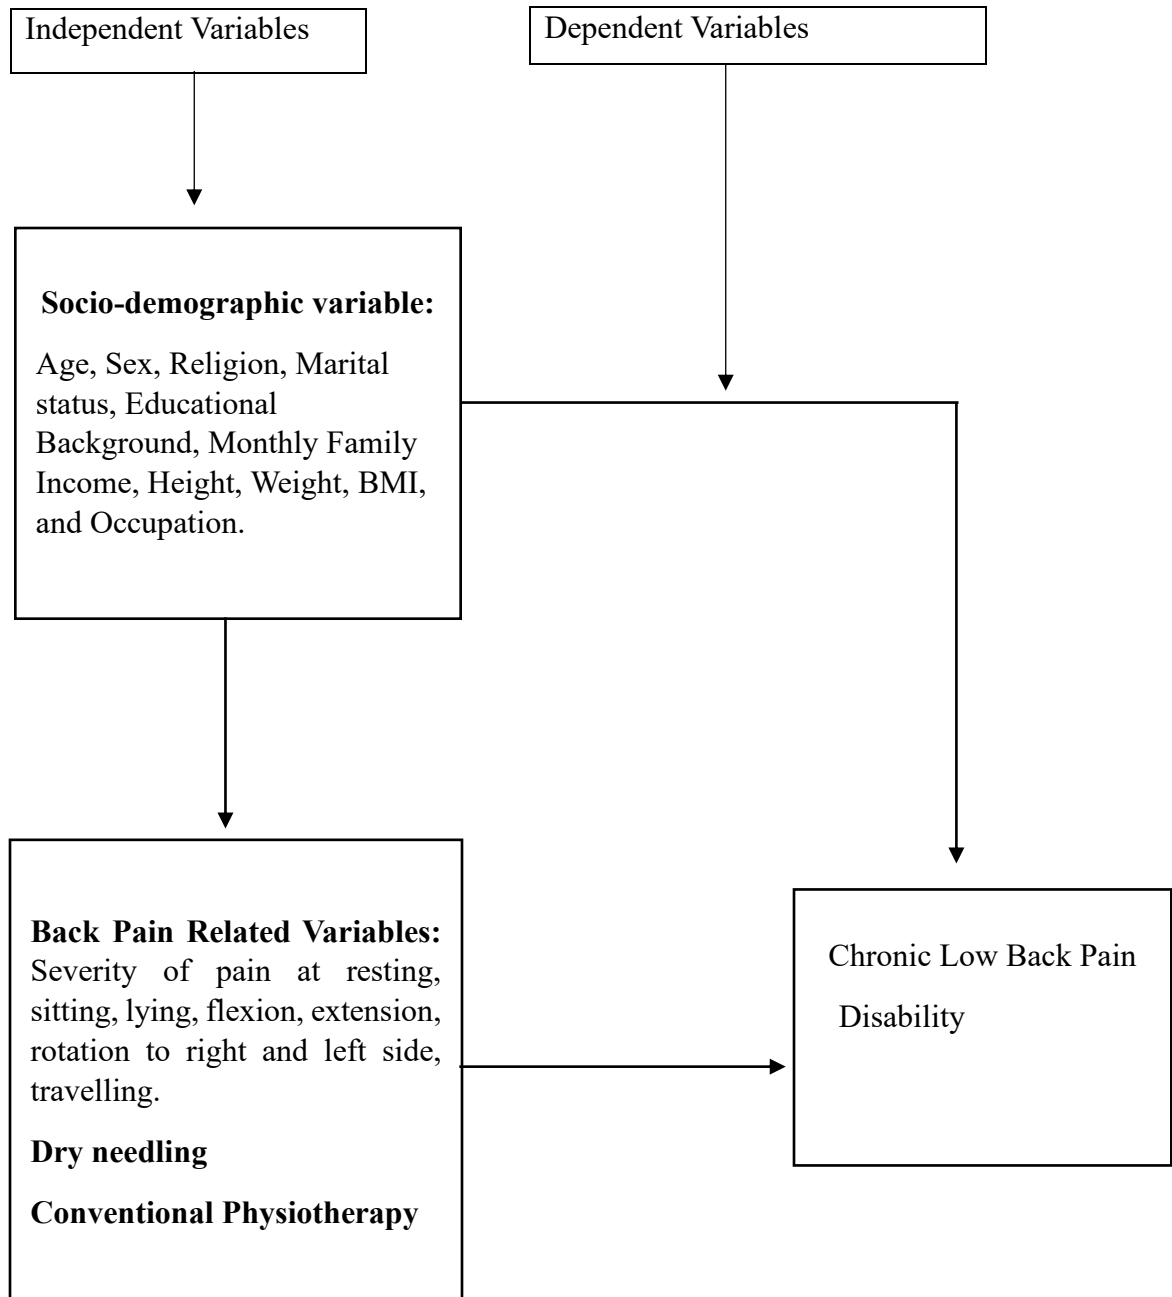 Independent Variables
Dependent Variables
Socio-demographic variable:
Age, Sex, Religion, Marital
status, Educational
Background, Monthly Family
Income, Height, Weight, BMI,
and Occupation.
Back Pain Related Variables:
Severity of pain at resting,
sitting, lying, flexion, extension,
rotation to right and left side,
travelling.
Dry needling
Conventional Physiotherapy
Chronic Low Back Pain
Disability